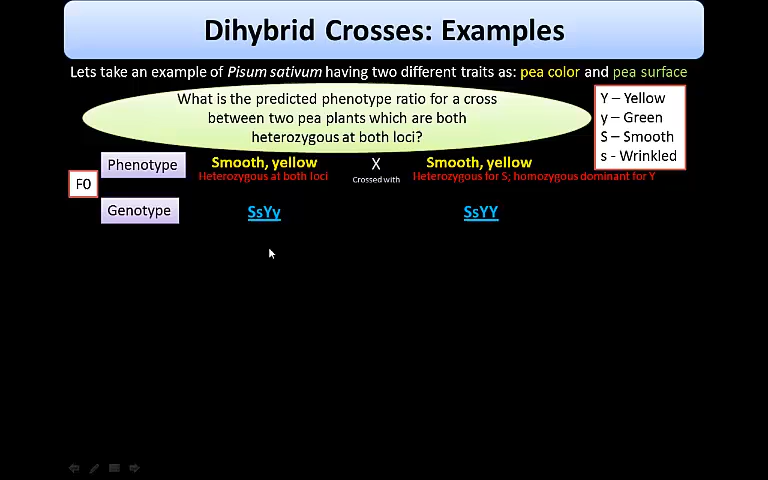 Dihybrid Crosses: Examples
Lets take an example of Pisum sativum having two different traits as: pea color and pea surface
What is the predicted phenotype ratio for a cross
between two pea plants which are both
heterozygous at both loci?
Y – Yellow
y – Green
S – Smooth
s - Wrinkled
F0
Phenotype
Smooth, yellow
Heterozygous at both loci
X
Crossed with
Smooth, yellow
Heterozygous for S; homozygous dominant for Y
Genotype
SsYy
SsYY